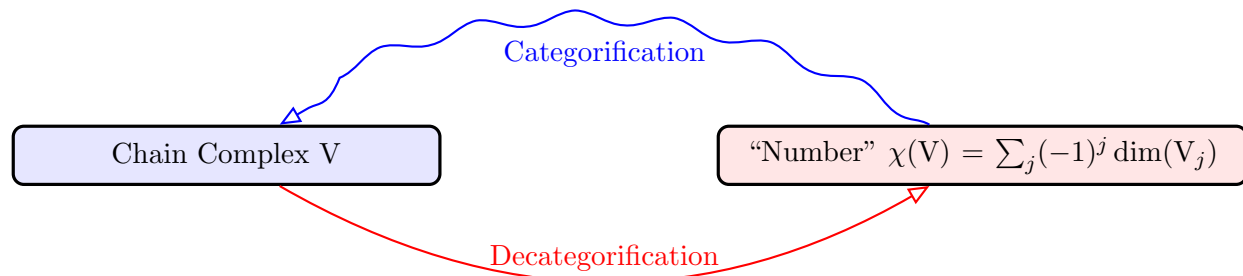 Categorification
Chain Complex V
“Number” χ(V) = ∑_j(−1)^j dim(V_j)
Decategorification